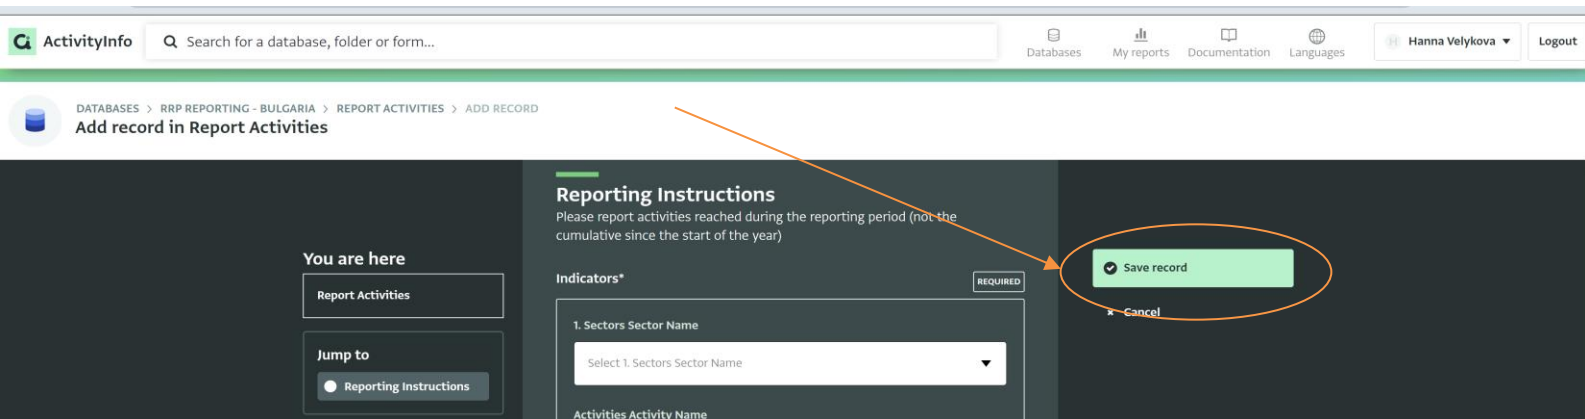 ActivityInfo
Search for a database, folder or form...
Databases
My reports
Documentation
Languages
H Hanna Velykova
Logout
DATABASES > RRP REPORTING - BULGARIA > REPORT ACTIVITIES > ADD RECORD
Add record in Report Activities
You are here
Report Activities
Jump to
Reporting Instructions
Reporting Instructions
Please report activities reached during the reporting period (not the
cumulative since the start of the year)
Indicators*
REQUIRED
1. Sectors Sector Name
Select 1. Sectors Sector Name
Activities Activity Name
Save record
Cancel